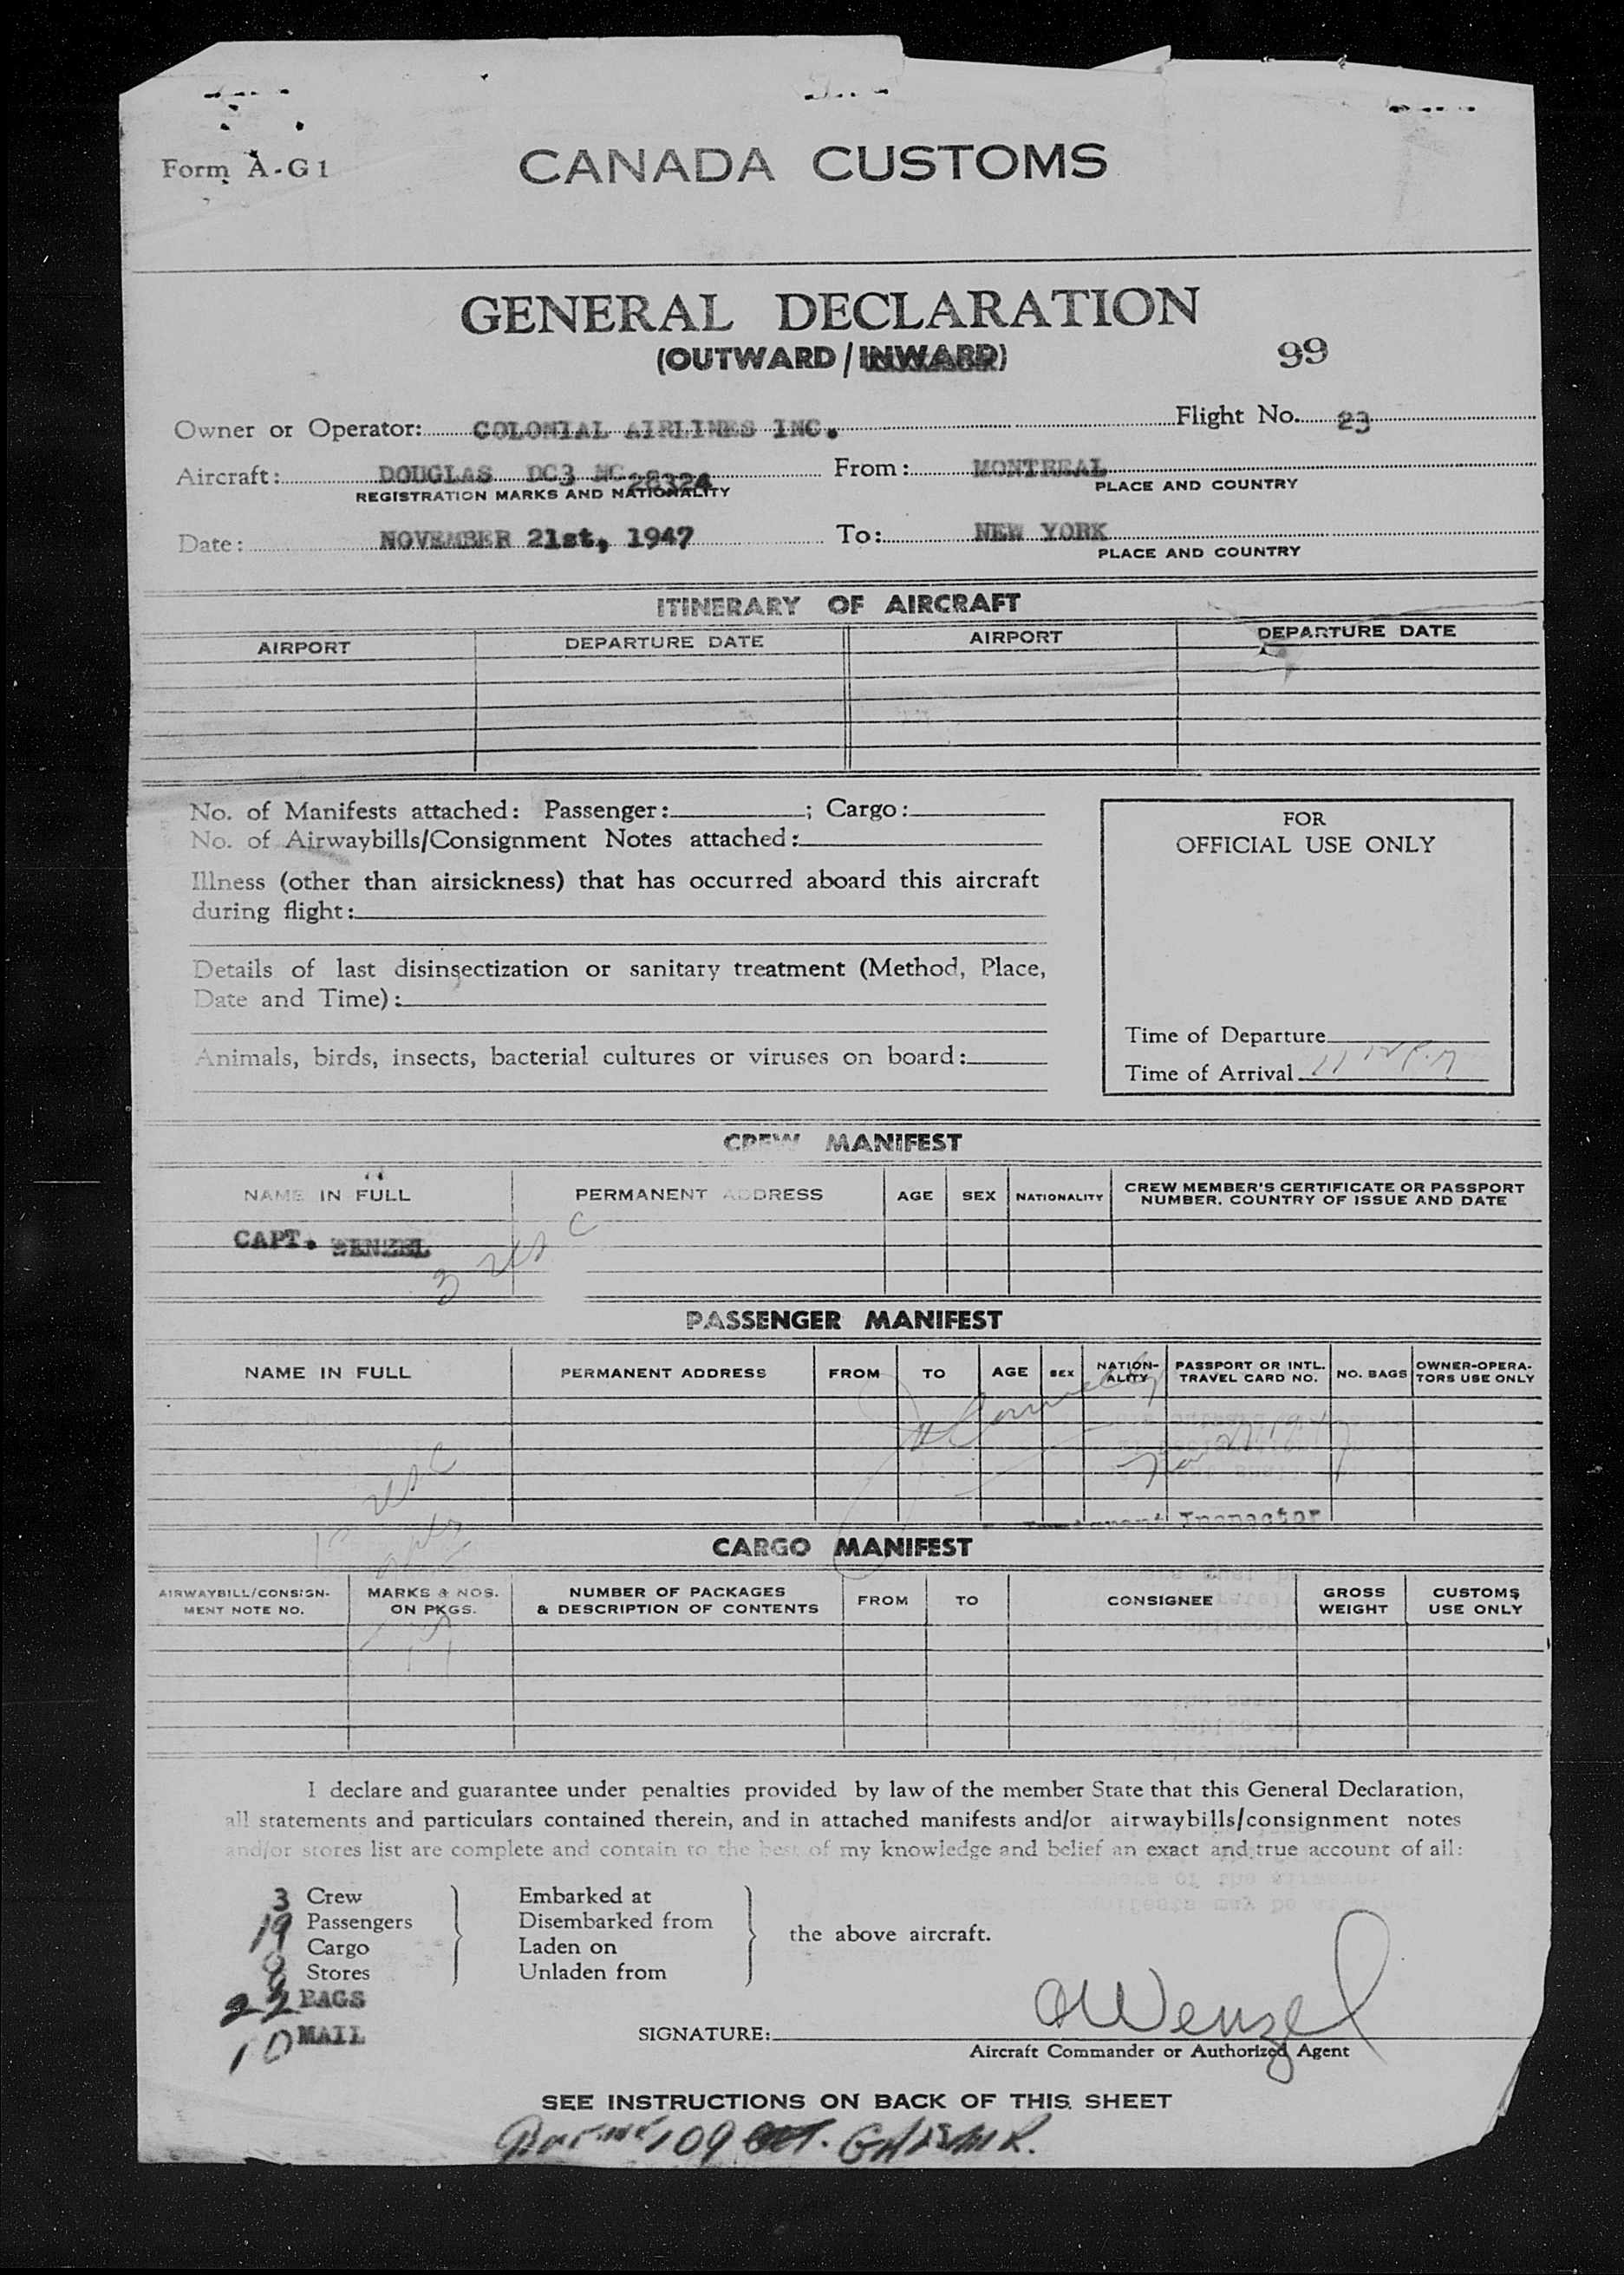 Form A-G1
CANADA CUSTOMS
GENERAL DECLARATION
(OUTWARD / INWARD)
99
Owner or Operator: COLONIAL AIRLINES INC. Flight No. 23
Aircraft: DOUGLAS DC3 NC 28324 From: MONTREAL
REGISTRATION MARKS AND NATIONALITY PLACE AND COUNTRY
Date: NOVEMBER 21st, 1947 To: NEW YORK
PLACE AND COUNTRY
ITINERARY OF AIRCRAFT
AIRPORT DEPARTURE DATE AIRPORT DEPARTURE DATE
No. of Manifests attached: Passenger: ; Cargo:
No. of Airwaybills/Consignment Notes attached:
Illness (other than airsickness) that has occurred aboard this aircraft
during flight:
Details of last disinsectization or sanitary treatment (Method, Place,
Date and Time):
Animals, birds, insects, bacterial cultures or viruses on board:
FOR
OFFICIAL USE ONLY
Time of Departure
Time of Arrival 11 12 P.M
CREW MANIFEST
NAME IN FULL PERMANENT ADDRESS AGE SEX NATIONALITY CREW MEMBER'S CERTIFICATE OR PASSPORT
NUMBER, COUNTRY OF ISSUE AND DATE
CAPT. WENZEL
3 usc
PASSENGER MANIFEST
NAME IN FULL PERMANENT ADDRESS FROM TO AGE SEX NATION-
ALITY PASSPORT OR INTL.
TRAVEL CARD NO. NO. BAGS OWNER-OPERA-
TORS USE ONLY
usc
Inspector
CARGO MANIFEST
AIRWAYBILL/CONSIGN-
MENT NOTE NO. MARKS & NOS.
ON PKGS. NUMBER OF PACKAGES
& DESCRIPTION OF CONTENTS FROM TO CONSIGNEE GROSS
WEIGHT CUSTOMS
USE ONLY
I declare and guarantee under penalties provided by law of the member State that this General Declaration,
all statements and particulars contained therein, and in attached manifests and/or airwaybills/consignment notes
and/or stores list are complete and contain to the best of my knowledge and belief an exact and true account of all:
3 Crew Embarked at
19 Passengers Disembarked from
Cargo Laden on
Stores Unladen from
the above aircraft.
22 BAGS
10 MAIL
SIGNATURE: Wenzel
Aircraft Commander or Authorized Agent
SEE INSTRUCTIONS ON BACK OF THIS SHEET
109